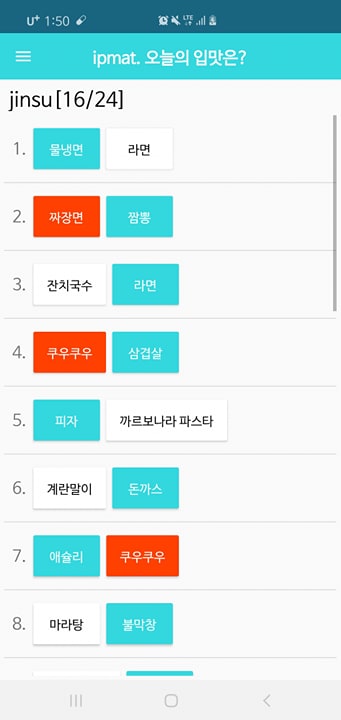 U+ 1:50 LTE
ipmat. 오늘의 입맛은?
jinsu[16/24]
1. 물냉면 라면
2. 짜장면 짬뽕
3. 잔치국수 라면
4. 쿠우쿠우 삼겹살
5. 피자 까르보나라 파스타
6. 계란말이 돈까스
7. 애슐리 쿠우쿠우
8. 마라탕 불막창